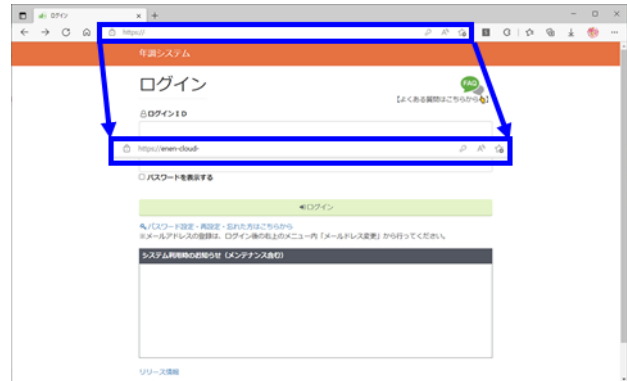 ログイン
https://
年調システム
ログイン
FAQ
【よくある質問はこちらから】
ログインID
https://enen-cloud-
パスワードを表示する
ログイン
パスワード設定・再設定・忘れた方はこちらから
※メールアドレスの登録は、ログイン後の右上のメニュー内「メールアドレス変更」から行ってください。
システム利用時のお知らせ（メンテナンス含む）
リリース情報